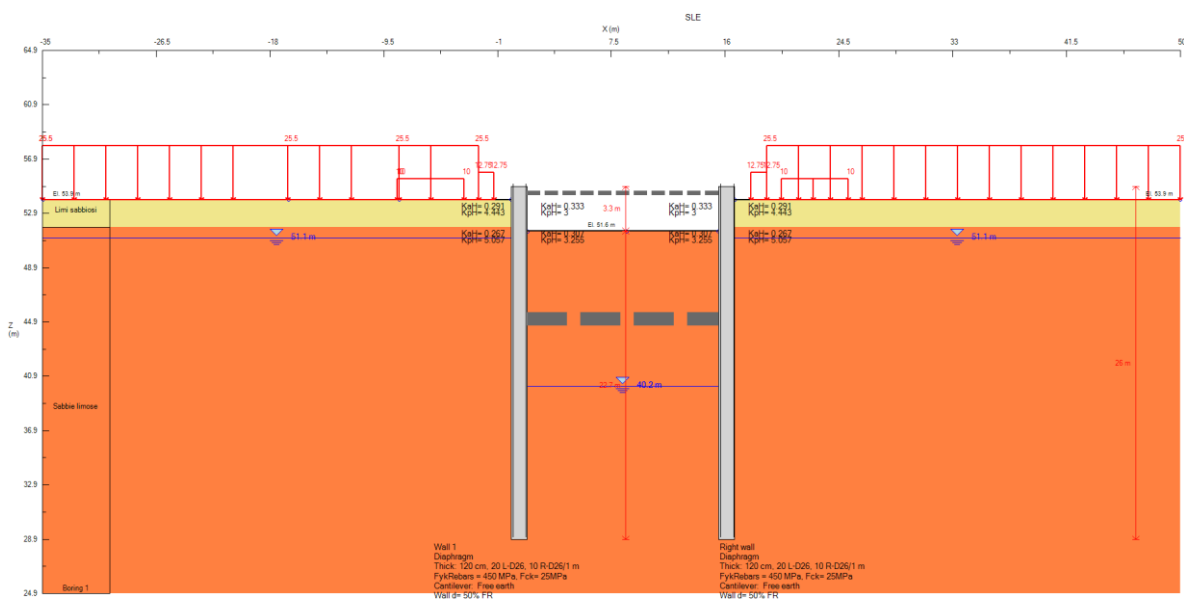 SLE
X (m)
-35
-26.5
-18
-9.5
-1
7.5
16
24.5
33
41.5
50
64.9
60.9
56.9
52.9
48.9
44.9
40.9
36.9
32.9
28.9
24.9
Z
(m)
25.5
25.5
25.5
25.5
12.75
12.75
10
10
12.75
12.75
25.5
10
10
El. 53.9 m
Limi sabbiosi
KaH= 0.291
KpH= 4.443
KaH= 0.333
KpH= 3
3.3 m
KaH= 0.333
KpH= 3
KaH= 0.291
KpH= 4.443
El. 53.9 m
El. 51.6 m
KaH= 0.267
KpH= 5.057
KaH= 0.307
KpH= 3.255
KaH= 0.307
KpH= 3.255
KaH= 0.267
KpH= 5.057
51.1 m
51.1 m
26 m
22.7 m
40.2 m
Sabbie limose
Boring 1
Wall 1
Diaphragm
Thick: 120 cm, 20 L-D26, 10 R-D26/1 m
FykRebars = 450 MPa, Fck= 25MPa
Cantilever: Free earth
Wall d= 50% FR
Right wall
Diaphragm
Thick: 120 cm, 20 L-D26, 10 R-D26/1 m
FykRebars = 450 MPa, Fck= 25MPa
Cantilever: Free earth
Wall d= 50% FR